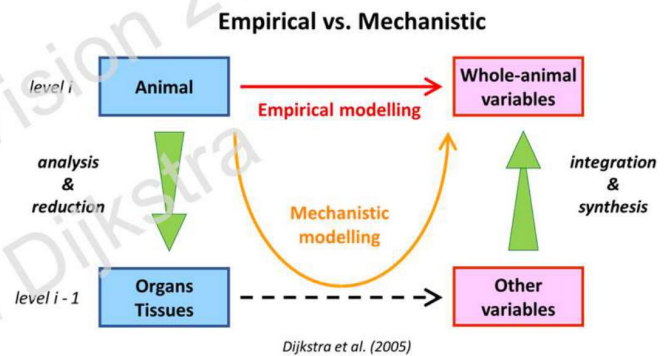 Empirical vs. Mechanistic
level i
Animal
Empirical modelling
Whole-animal
variables
analysis
&
reduction
Mechanistic
modelling
integration
&
synthesis
level i - 1
Organs
Tissues
Other
variables
Dijkstra et al. (2005)
Dijkstra